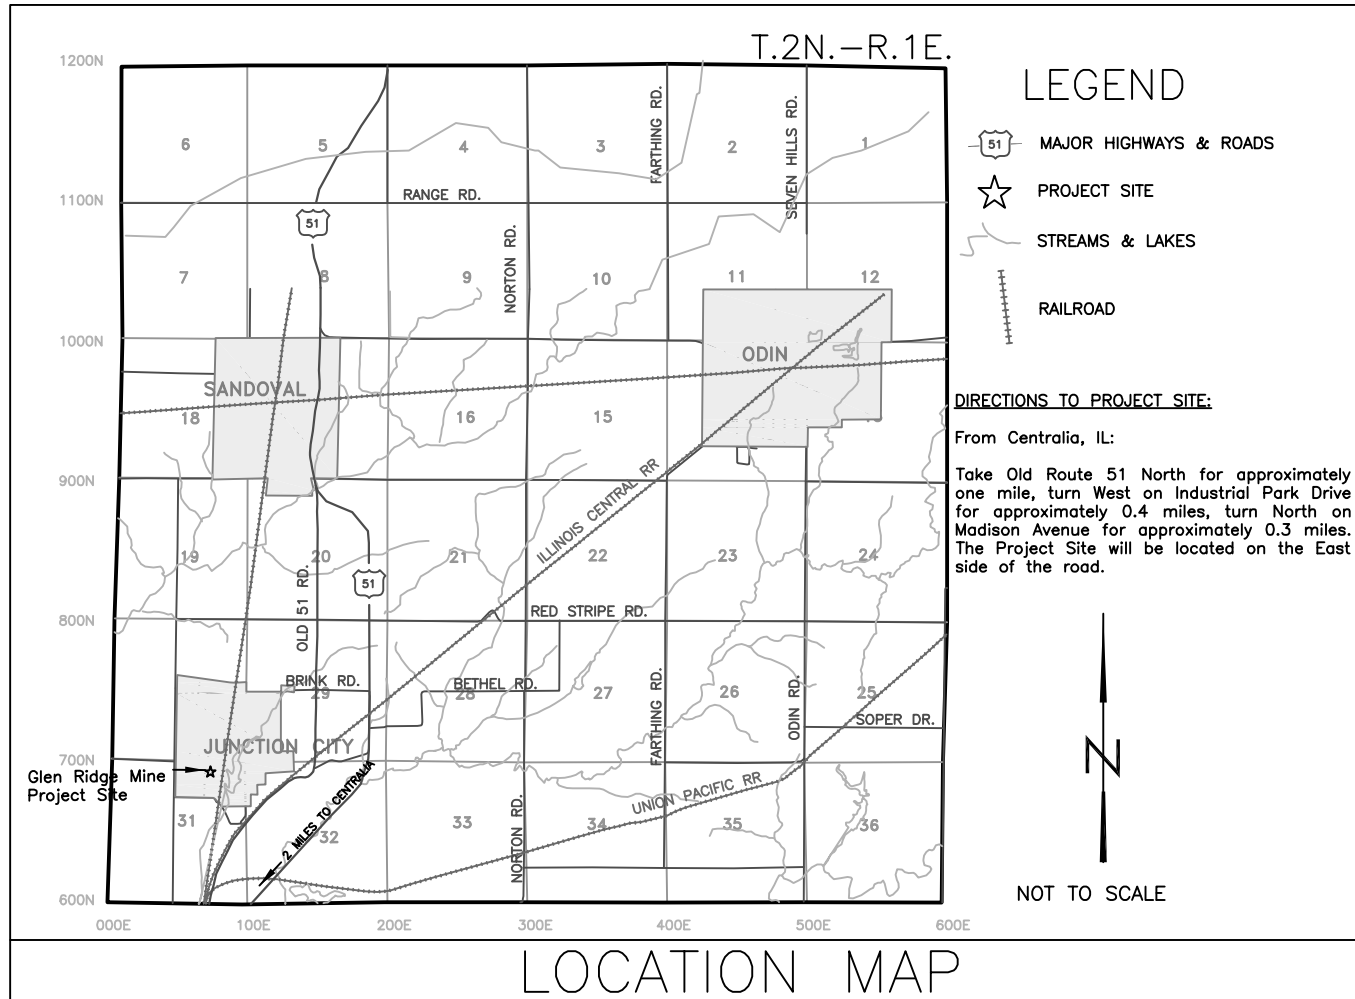 T.2N.-R.1E.
1200N
1100N
1000N
900N
800N
700N
600N
000E
100E
200E
300E
400E
500E
600E
6
5
4
3
2
1
FARTHING RD.
SEVEN HILLS RD.
RANGE RD.
51
NORTON RD.
7
8
9
10
11
12
ODIN
SANDOVAL
18
16
15
ILLINOIS CENTRAL RR
19
20
21
22
23
24
OLD 51 RD.
51
RED STRIPE RD.
BRINK RD.
BETHEL RD.
29
28
27
26
25
FARTHING RD.
ODIN RD.
SOPER DR.
JUNCTION CITY
Glen Ridge Mine
Project Site
2 MILES TO CENTRALIA
UNION PACIFIC RR
NORTON RD.
31
32
33
34
35
36
LEGEND
51
MAJOR HIGHWAYS & ROADS
PROJECT SITE
STREAMS & LAKES
RAILROAD
DIRECTIONS TO PROJECT SITE:
From Centralia, IL:
Take Old Route 51 North for approximately
one mile, turn West on Industrial Park Drive
for approximately 0.4 miles, turn North on
Madison Avenue for approximately 0.3 miles.
The Project Site will be located on the East
side of the road.
N
NOT TO SCALE
LOCATION MAP